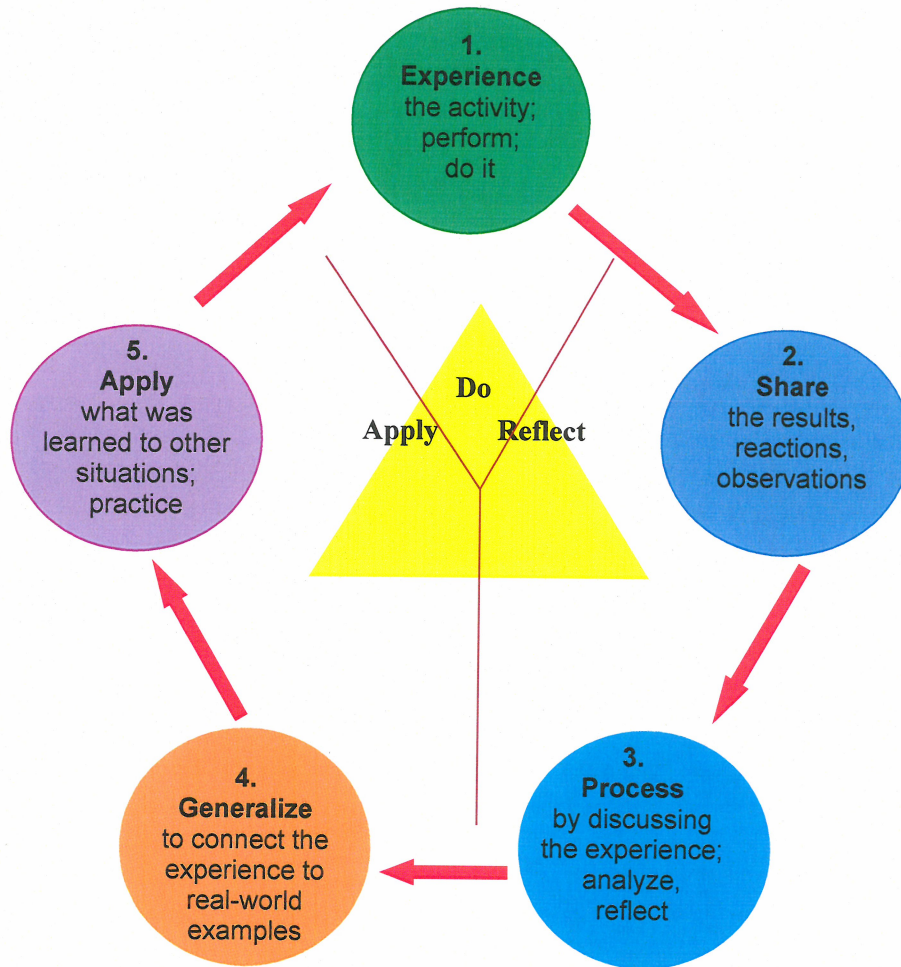 1.
Experience
the activity;
perform;
do it
2.
Share
the results,
reactions,
observations
3.
Process
by discussing
the experience;
analyze,
reflect
4.
Generalize
to connect the
experience to
real-world
examples
5.
Apply
what was
learned to other
situations;
practice
Do
Apply
Reflect